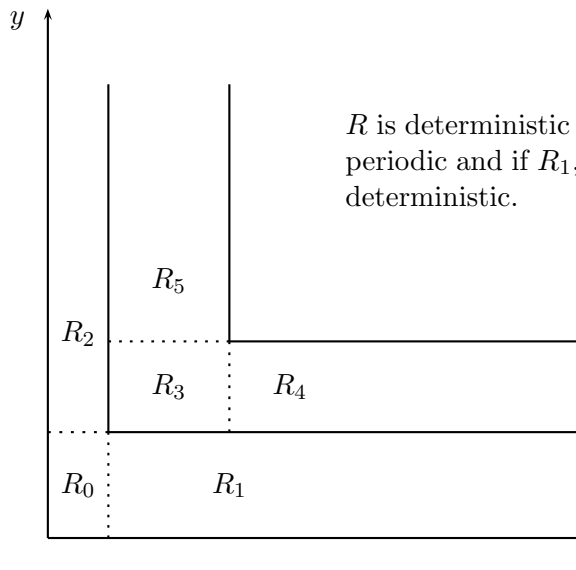 y
R is deterministic
periodic and if R₁,
deterministic.
R₅
R₂
R₃ R₄
R₀ R₁